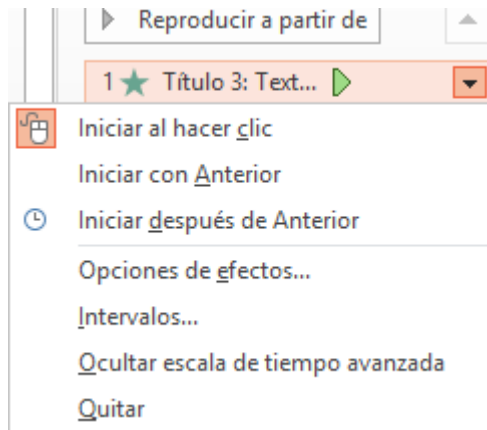 Reproducir a partir de
1 Título 3: Text...
Iniciar al hacer clic
Iniciar con Anterior
Iniciar después de Anterior
Opciones de efectos...
Intervalos...
Ocultar escala de tiempo avanzada
Quitar